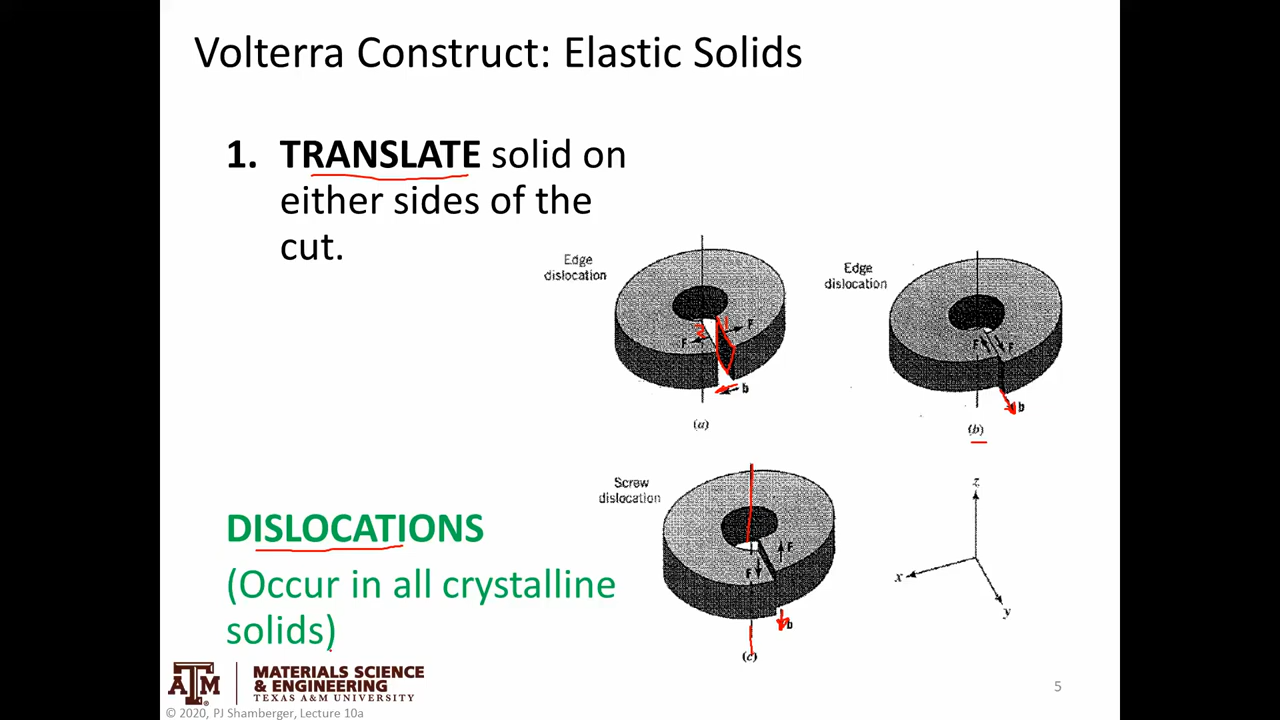 Volterra Construct: Elastic Solids
1. TRANSLATE solid on
either sides of the
cut.
Edge
dislocation
F
F
b
(a)
Edge
dislocation
F
F
b
(b)
Screw
dislocation
F
F
b
(c)
z
x
y
DISLOCATIONS
(Occur in all crystalline
solids)
ATM
MATERIALS SCIENCE
& ENGINEERING
TEXAS A&M UNIVERSITY
© 2020, PJ Shamberger, Lecture 10a
5